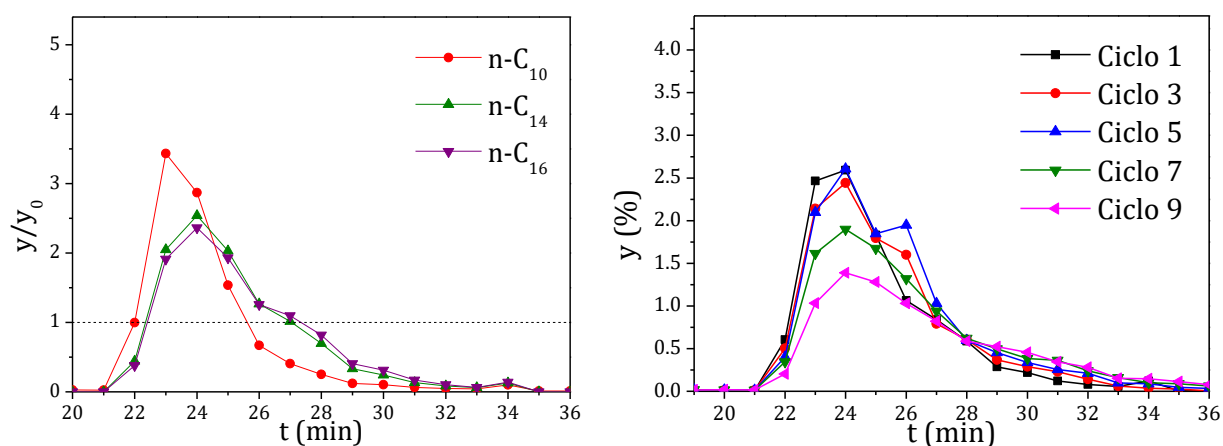 5
4
3
2
1
0
20 22 24 26 28 30 32 34 36
y/y₀
t (min)
n-C₁₀
n-C₁₄
n-C₁₆
4.0
3.5
3.0
2.5
2.0
1.5
1.0
0.5
0.0
20 22 24 26 28 30 32 34 36
y (%)
t (min)
Ciclo 1
Ciclo 3
Ciclo 5
Ciclo 7
Ciclo 9